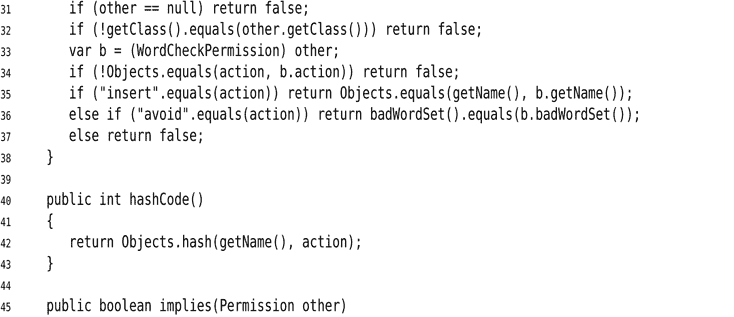 31 if (other == null) return false;
32 if (!getClass().equals(other.getClass())) return false;
33 var b = (WordCheckPermission) other;
34 if (!Objects.equals(action, b.action)) return false;
35 if ("insert".equals(action)) return Objects.equals(getName(), b.getName());
36 else if ("avoid".equals(action)) return badWordSet().equals(b.badWordSet());
37 else return false;
38 }
39
40 public int hashCode()
41 {
42 return Objects.hash(getName(), action);
43 }
44
45 public boolean implies(Permission other)